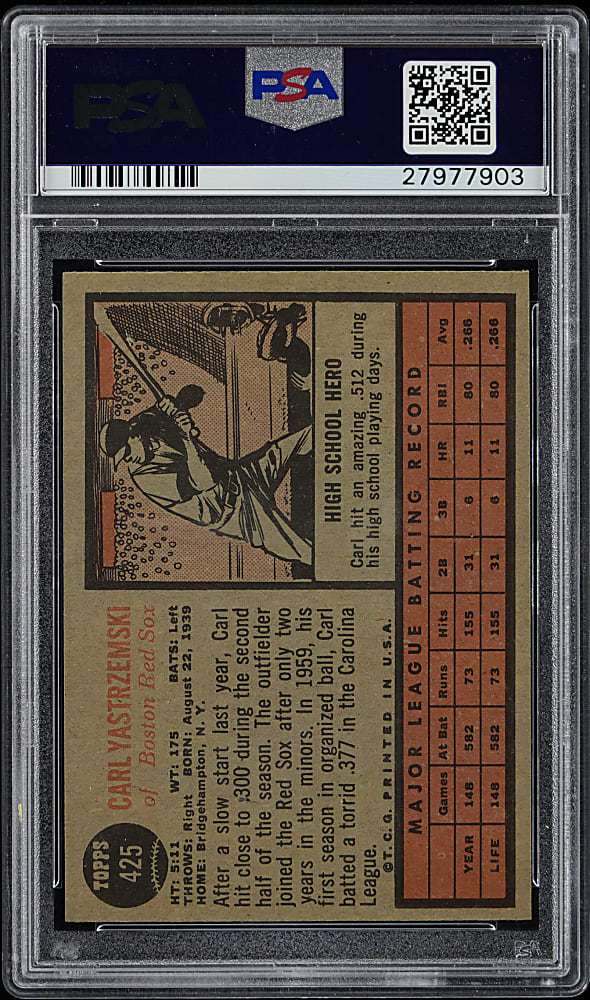 PSA
PSA
27977903
TOPPS
425
CARL YASTRZEMSKI
of Boston Red Sox
HT: 5:11 WT: 175 BATS: Left
THROWS: Right BORN: August 22, 1939
HOME: Bridgehampton, N. Y.
After a slow start last year, Carl
hit close to .300 during the second
half of the season. The outfielder
joined the Red Sox after only two
years in the minors. In 1959, his
first season in organized ball, Carl
batted a torrid .377 in the Carolina
League.
©T.C.G. PRINTED IN U.S.A.
HIGH SCHOOL HERO
Carl hit an amazing .512 during
his high school playing days.
MAJOR LEAGUE BATTING RECORD
Games At Bat Runs Hits 2B 3B HR RBI Avg
YEAR 148 582 73 155 31 6 11 80 .266
LIFE 148 582 73 155 31 6 11 80 .266